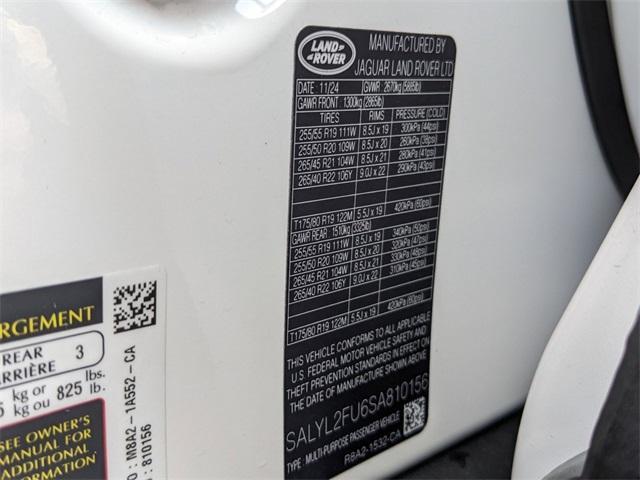 LAND
ROVER
MANUFACTURED BY
JAGUAR LAND ROVER LTD
DATE 11/24 GVWR 2670kg (5885lb)
GAWR FRONT 1300kg (2865lb)
TIRES RIMS PRESSURE (COLD)
255/55 R19 111W 8.5J x 19 300kPa (44psi)
255/50 R20 109W 8.5J x 20 260kPa (38psi)
265/45 R21 104W 8.5J x 21 280kPa (41psi)
265/40 R22 106Y 9.0J x 22 290kPa (43psi)
T175/80 R19 122M 5.5J x 19 420kPa (60psi)
GAWR REAR 1510kg (3325lb)
255/55 R19 111W 8.5J x 19 340kPa (50psi)
255/50 R20 109W 8.5J x 20 320kPa (47psi)
265/45 R21 104W 8.5J x 21 330kPa (48psi)
265/40 R22 106Y 9.0J x 22 310kPa (45psi)
T175/80 R19 122M 5.5J x 19 420kPa (60psi)
THIS VEHICLE CONFORMS TO ALL APPLICABLE
U.S. FEDERAL MOTOR VEHICLE SAFETY AND
THEFT PREVENTION STANDARDS IN EFFECT
ON THE DATE OF MANUFACTURE SHOWN ABOVE
SALYL2FU6SA810156
TYPE: MULTI-PURPOSE PASSENGER VEHICLE
R8A2-1532-CA
RGEMENT
REAR 3
RRIÈRE
5 kg or 825 lbs.
kg ou lb.
SEE OWNER'S
MANUAL FOR
ADDITIONAL
INFORMATION
O : M8A2-1A552-CA
: 810156